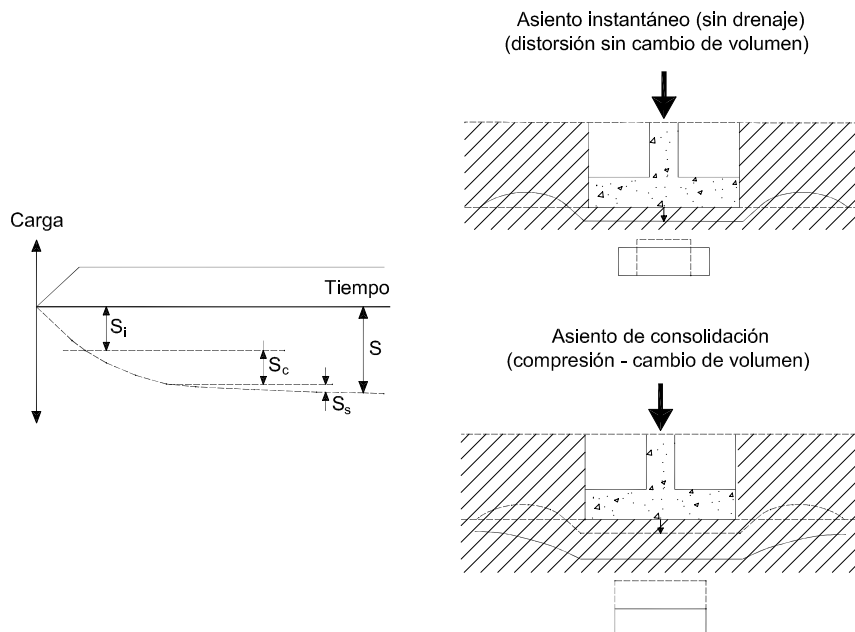 Asiento instantáneo (sin drenaje)
(distorsión sin cambio de volumen)
Carga
Tiempo
Si
Sc
S
Ss
Asiento de consolidación
(compresión - cambio de volumen)